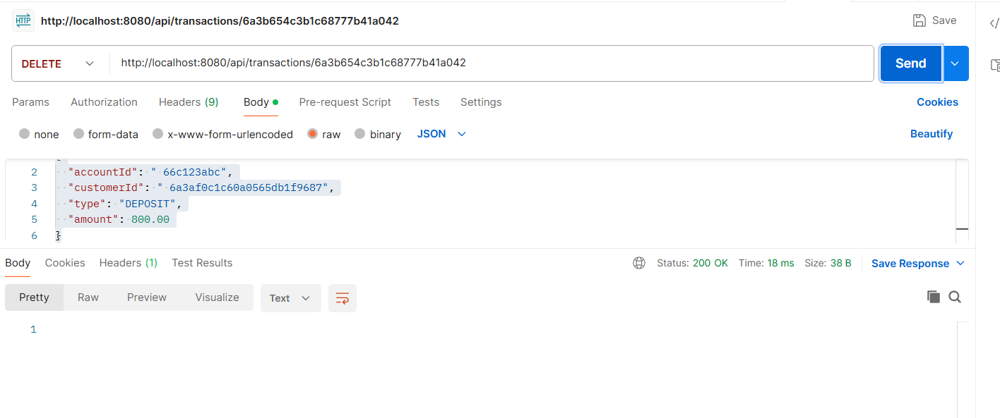 HTTP http://localhost:8080/api/transactions/6a3b654c3b1c68777b41a042 Save </>
DELETE http://localhost:8080/api/transactions/6a3b654c3b1c68777b41a042 Send
Params Authorization Headers (9) Body Pre-request Script Tests Settings Cookies
none form-data x-www-form-urlencoded raw binary JSON Beautify
2 "accountId": " 66c123abc",
3 "customerId": " 6a3af0c1c60a0565db1f9687",
4 "type": "DEPOSIT",
5 "amount": 800.00
6 }
Body Cookies Headers (1) Test Results Status: 200 OK Time: 18 ms Size: 38 B Save Response
Pretty Raw Preview Visualize Text
1